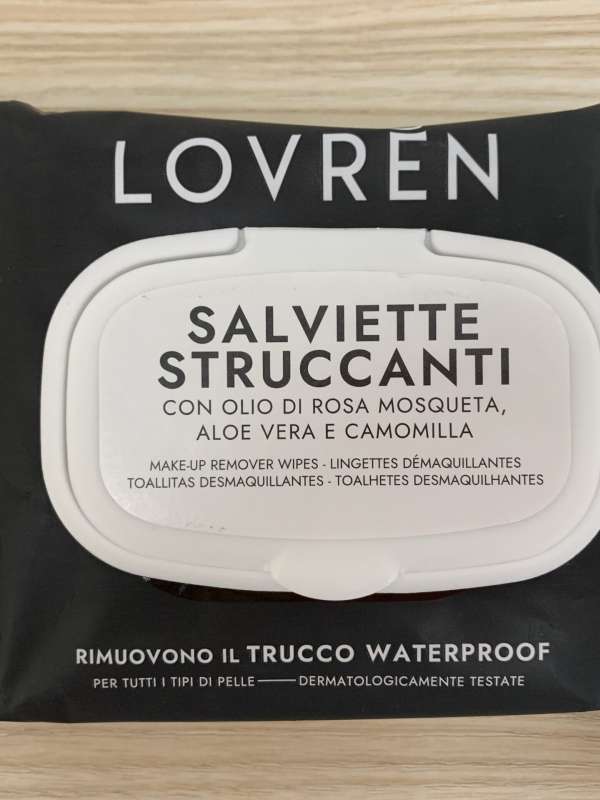 LOVRĒN
SALVIETTE
STRUCCANTI
CON OLIO DI ROSA MOSQUETA,
ALOE VERA E CAMOMILLA
MAKE-UP REMOVER WIPES - LINGETTES DÉMAQUILLANTES
TOALLITAS DESMAQUILLANTES - TOALHETES DESMAQUILHANTES
RIMUOVONO IL TRUCCO WATERPROOF
PER TUTTI I TIPI DI PELLE — DERMATOLOGICAMENTE TESTATE